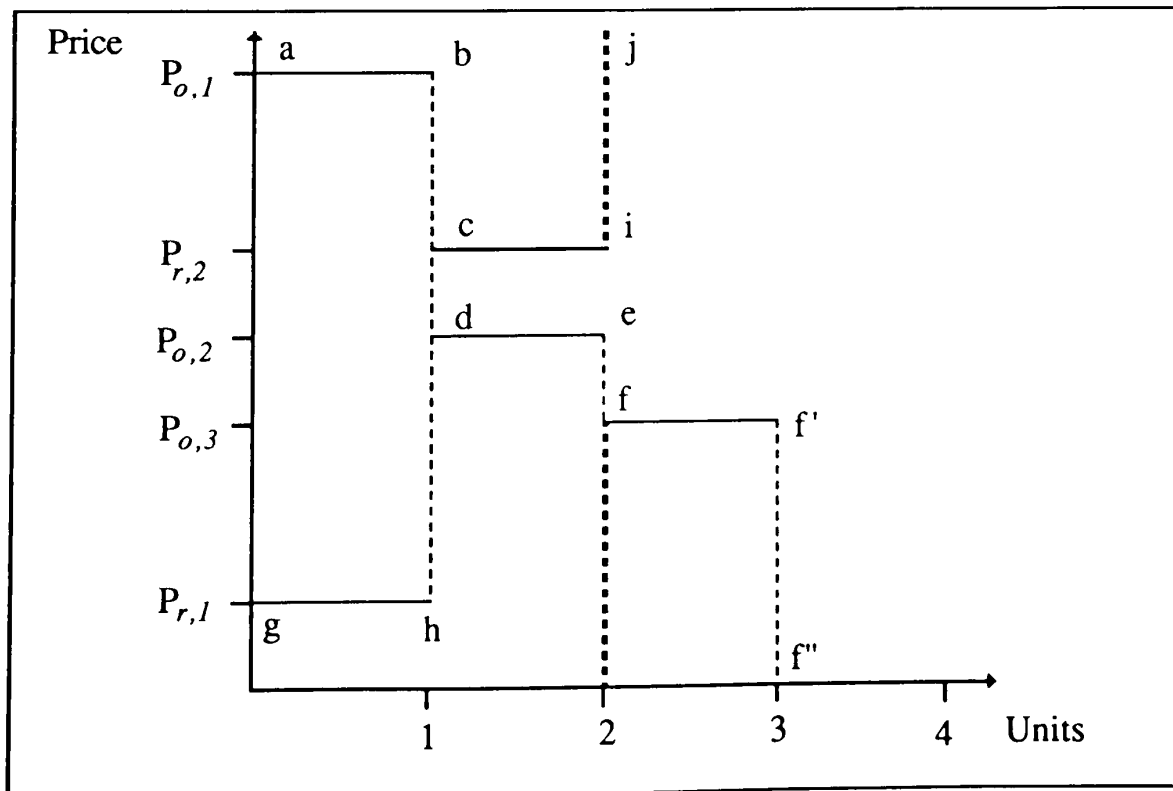 Price
a
b
j
P_{o,1}
c
i
P_{r,2}
d
e
P_{o,2}
f
f'
P_{o,3}
P_{r,1}
g
h
f"
1
2
3
4
Units